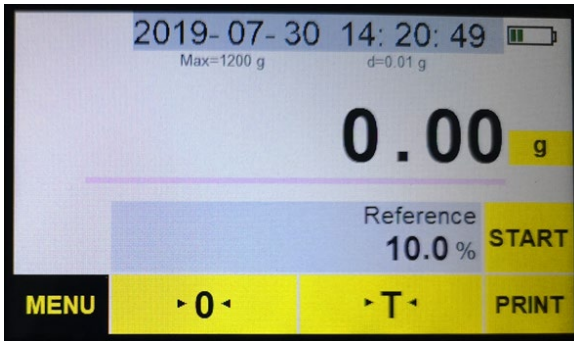 2019-07-30 14:20:49
Max=1200 g d=0.01 g
0.00 g
Reference
10.0 %
START
MENU ►0◄ ►T◄ PRINT